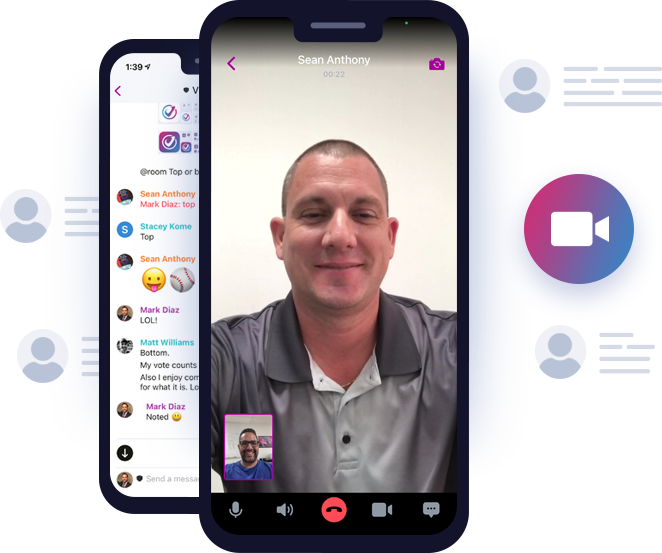 1:39
V
@room Top or b
Sean Anthony
Mark Diaz: top
S
Stacey Kome
Top
Sean Anthony
Mark Diaz
LOL!
Matt Williams
Bottom.
My vote counts
Also I enjoy com
for what it is. Lo
Mark Diaz
Noted 😃
Send a messa
Sean Anthony
00:22